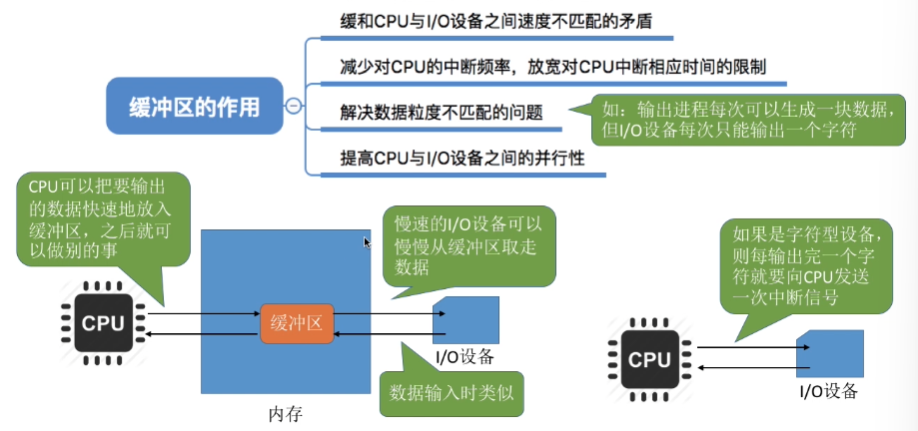 缓和CPU与I/O设备之间速度不匹配的矛盾
减少对CPU的中断频率，放宽对CPU中断相应时间的限制
缓冲区的作用
解决数据粒度不匹配的问题
如：输出进程每次可以生成一块数据，
但I/O设备每次只能输出一个字符
提高CPU与I/O设备之间的并行性
CPU可以把要输出
的数据快速地放入
缓冲区，之后就可
以做别的事
慢速的I/O设备可以
慢慢从缓冲区取走
数据
如果是字符型设备，
则每输出完一个字
符就要向CPU发送
一次中断信号
CPU
缓冲区
I/O设备
数据输入时类似
内存
CPU
I/O设备